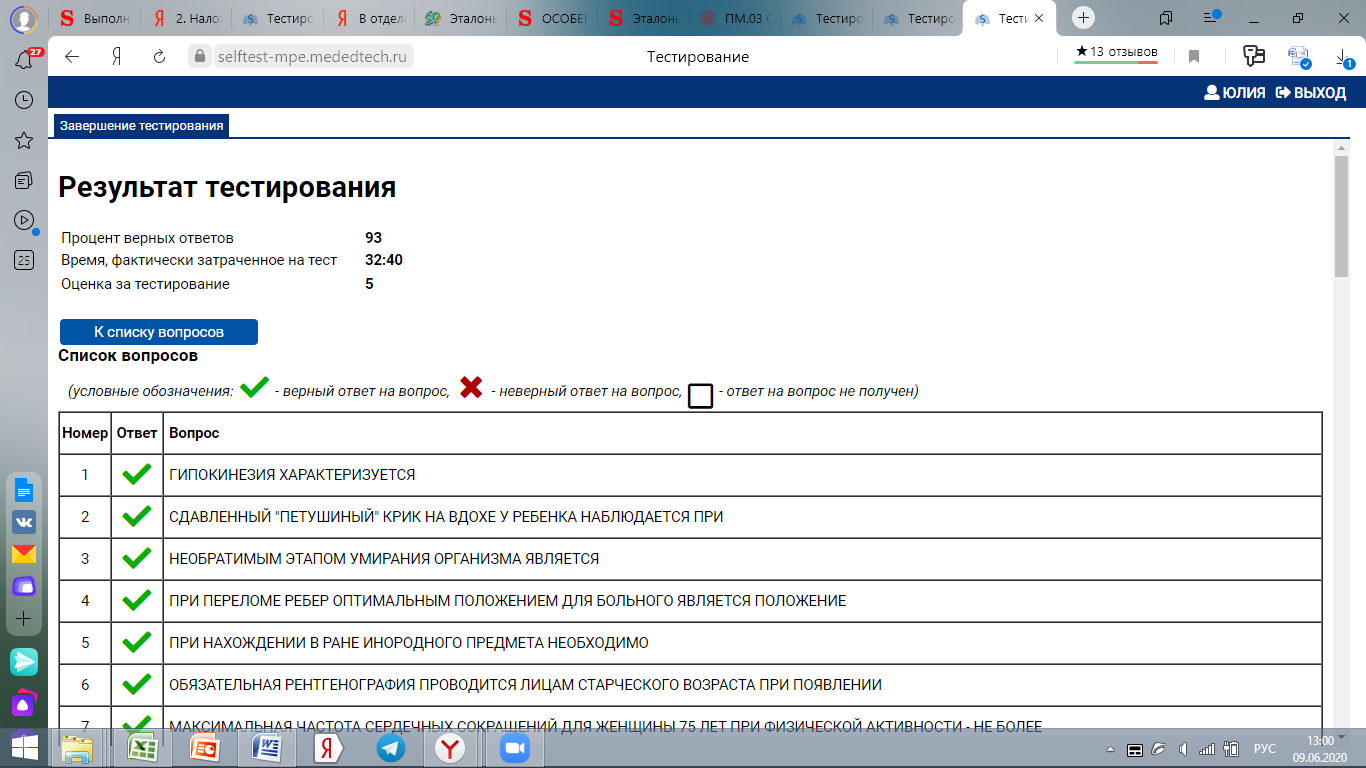 Выполн
2. Нало
Тестиро
В отдел
Эталонь
ОСОБЕН
Эталонь
ПМ.03 С
Тестиро
Тестиро
Тести
27
selftest-mpe.mededtech.ru
Тестирование
★13 отзывов
1
ЮЛИЯ ВЫХОД
Завершение тестирования
25
Результат тестирования
Процент верных ответов 93
Время, фактически затраченное на тест 32:40
Оценка за тестирование 5
К списку вопросов
Список вопросов
(условные обозначения: - верный ответ на вопрос, - неверный ответ на вопрос, - ответ на вопрос не получен)
Номер Ответ Вопрос
1 ГИПОКИНЕЗИЯ ХАРАКТЕРИЗУЕТСЯ
2 СДАВЛЕННЫЙ "ПЕТУШИНЫЙ" КРИК НА ВДОХЕ У РЕБЕНКА НАБЛЮДАЕТСЯ ПРИ
3 НЕОБРАТИМЫМ ЭТАПОМ УМИРАНИЯ ОРГАНИЗМА ЯВЛЯЕТСЯ
4 ПРИ ПЕРЕЛОМЕ РЕБЕР ОПТИМАЛЬНЫМ ПОЛОЖЕНИЕМ ДЛЯ БОЛЬНОГО ЯВЛЯЕТСЯ ПОЛОЖЕНИЕ
5 ПРИ НАХОЖДЕНИИ В РАНЕ ИНОРОДНОГО ПРЕДМЕТА НЕОБХОДИМО
6 ОБЯЗАТЕЛЬНАЯ РЕНТГЕНОГРАФИЯ ПРОВОДИТСЯ ЛИЦАМ СТАРЧЕСКОГО ВОЗРАСТА ПРИ ПОЯВЛЕНИИ
7 МАКСИМАЛЬНАЯ ЧАСТОТА СЕРДЕЧНЫХ СОКРАЩЕНИЙ ДЛЯ ЖЕНЩИНЫ 75 ЛЕТ ПРИ ФИЗИЧЕСКОЙ АКТИВНОСТИ - НЕ БОЛЕЕ
РУС
13:00
09.06.2020